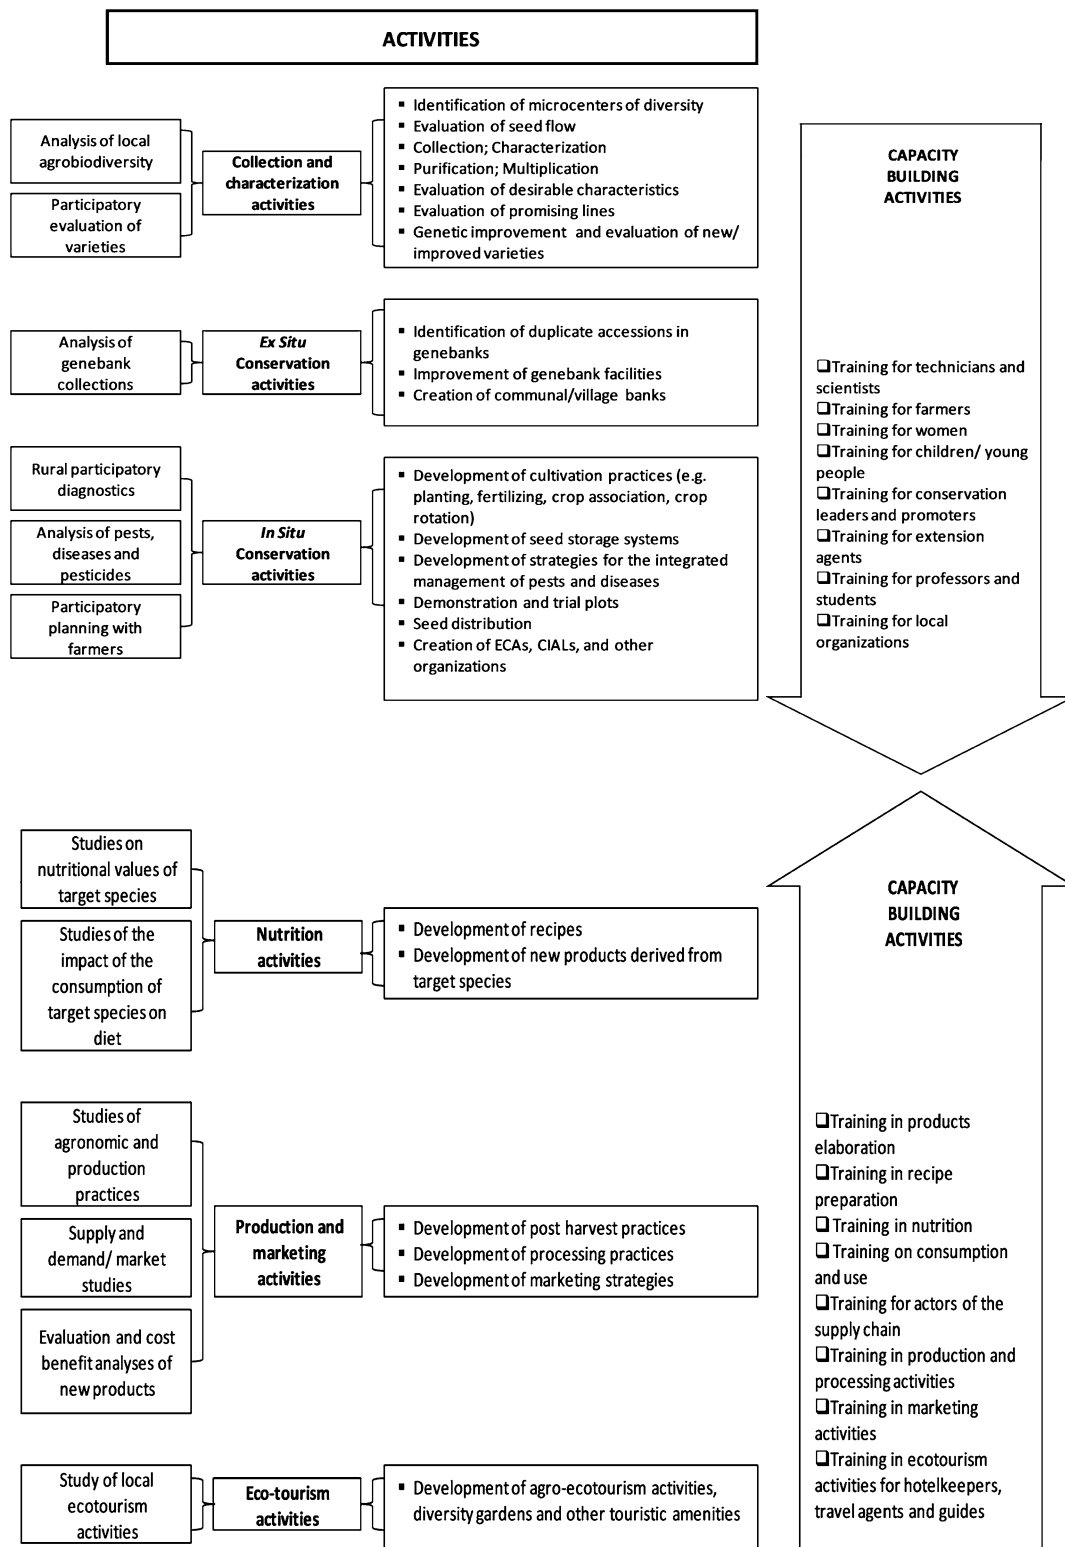 ACTIVITIES
Analysis of local
agrobiodiversity
Participatory
evaluation of
varieties
Collection and
characterization
activities
▪ Identification of microcenters of diversity
▪ Evaluation of seed flow
▪ Collection; Characterization
▪ Purification; Multiplication
▪ Evaluation of desirable characteristics
▪ Evaluation of promising lines
▪ Genetic improvement and evaluation of new/
improved varieties
Analysis of
genebank
collections
Ex Situ
Conservation
activities
▪ Identification of duplicate accessions in
genebanks
▪ Improvement of genebank facilities
▪ Creation of communal/village banks
Rural participatory
diagnostics
Analysis of pests,
diseases and
pesticides
Participatory
planning with
farmers
In Situ
Conservation
activities
▪ Development of cultivation practices (e.g.
planting, fertilizing, crop association, crop
rotation)
▪ Development of seed storage systems
▪ Development of strategies for the integrated
management of pests and diseases
▪ Demonstration and trial plots
▪ Seed distribution
▪ Creation of ECAs, CIALs, and other
organizations
CAPACITY
BUILDING
ACTIVITIES
❑Training for technicians and
scientists
❑Training for farmers
❑Training for women
❑Training for children/ young
people
❑Training for conservation
leaders and promoters
❑Training for extension
agents
❑Training for professors and
students
❑Training for local
organizations
Studies on
nutritional values of
target species
Studies of the
impact of the
consumption of
target species on
diet
Nutrition
activities
▪ Development of recipes
▪ Development of new products derived from
target species
Studies of
agronomic and
production
practices
Supply and
demand/ market
studies
Evaluation and cost
benefit analyses of
new products
Production and
marketing
activities
▪ Development of post harvest practices
▪ Development of processing practices
▪ Development of marketing strategies
Study of local
ecotourism
activities
Eco-tourism
activities
▪ Development of agro-ecotourism activities,
diversity gardens and other touristic amenities
CAPACITY
BUILDING
ACTIVITIES
❑Training in products
elaboration
❑Training in recipe
preparation
❑ Training in nutrition
❑ Training on consumption
and use
❑Training for actors of the
supply chain
❑Training in production and
processing activities
❑Training in marketing
activities
❑Training in ecotourism
activities for hotelkeepers,
travel agents and guides